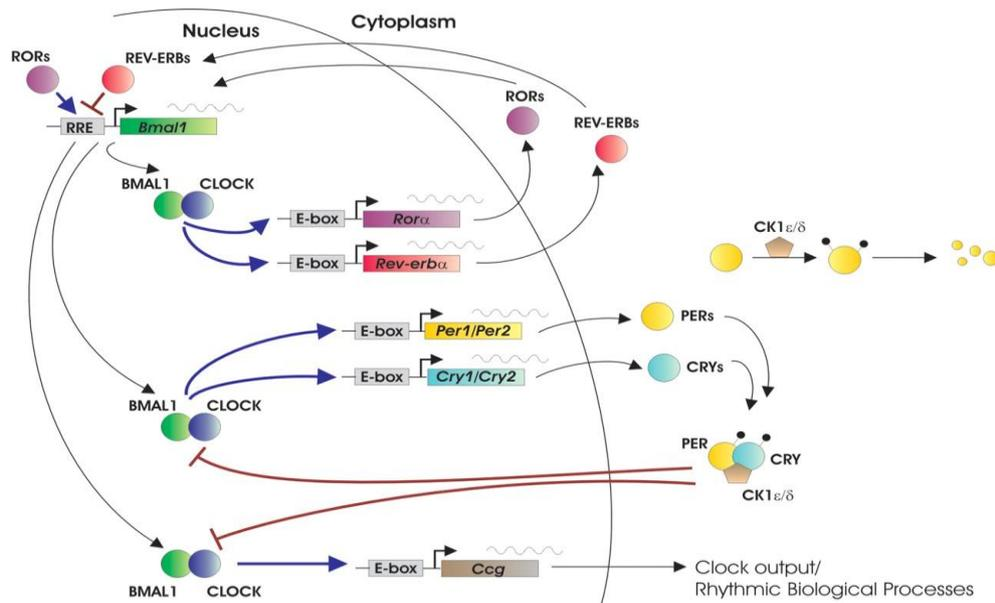 Nucleus
Cytoplasm
RORs
REV-ERBs
RRE
Bmal1
RORs
REV-ERBs
BMAL1
CLOCK
E-box
Rorα
E-box
Rev-erbα
CK1ε/δ
E-box
Per1/Per2
PERs
E-box
Cry1/Cry2
CRYs
BMAL1
CLOCK
PER
CRY
CK1ε/δ
BMAL1
CLOCK
E-box
Ccg
Clock output/
Rhythmic Biological Processes